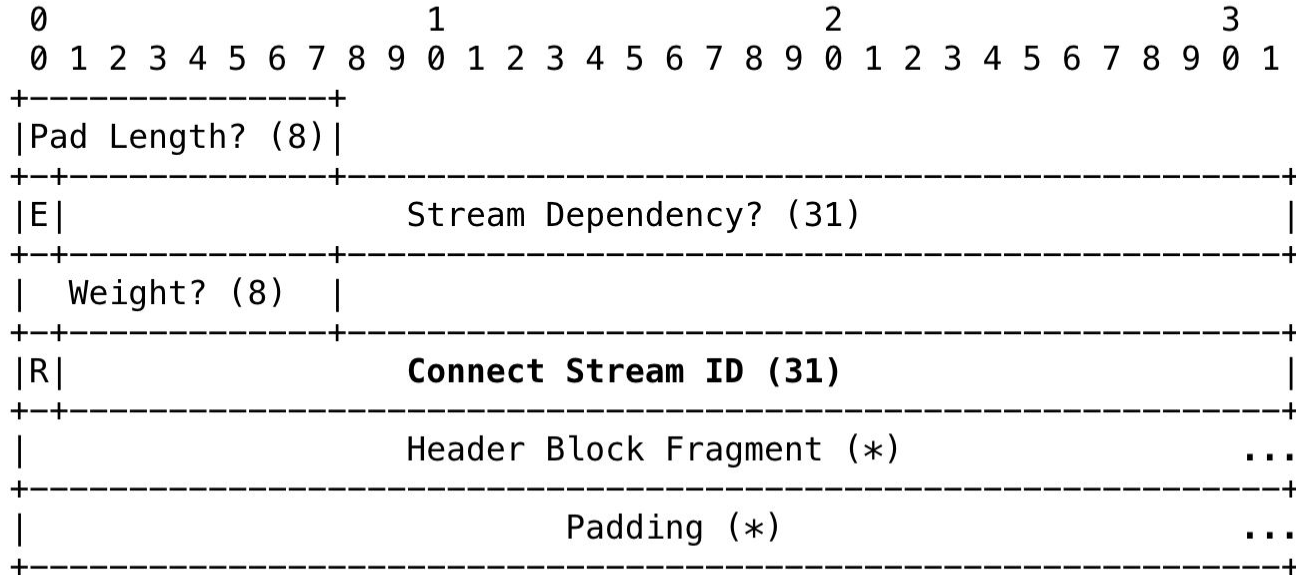 0                   1                   2                   3
 0 1 2 3 4 5 6 7 8 9 0 1 2 3 4 5 6 7 8 9 0 1 2 3 4 5 6 7 8 9 0 1
+---------------+
|Pad Length? (8)|
+-+-------------+-----------------------------------------------+
|E|                 Stream Dependency? (31)                     |
+-+-------------+-----------------------------------------------+
|  Weight? (8)  |
+-+-------------+-----------------------------------------------+
|R|                 Connect Stream ID (31)                      |
+-+-------------------------------------------------------------+
|                   Header Block Fragment (*)                 ...
+---------------------------------------------------------------+
|                           Padding (*)                       ...
+---------------------------------------------------------------+